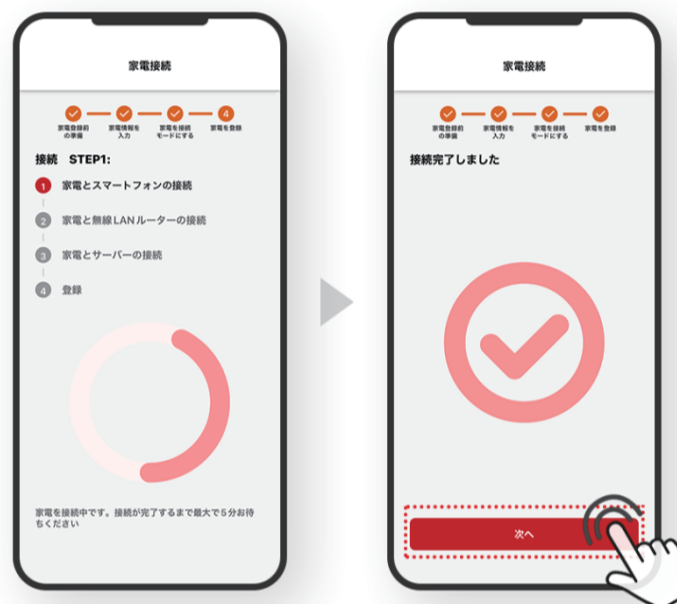 家電接続
4
家電登録前
の準備
家電情報を
入力
家電を接続
モードにする
家電を登録
接続 STEP1:
1 家電とスマートフォンの接続
2 家電と無線LANルーターの接続
3 家電とサーバーの接続
4 登録
家電を接続中です。接続が完了するまで最大で5分お待
ちください
家電接続
家電登録前
の準備
家電情報を
入力
家電を接続
モードにする
家電を登録
接続完了しました
次へ